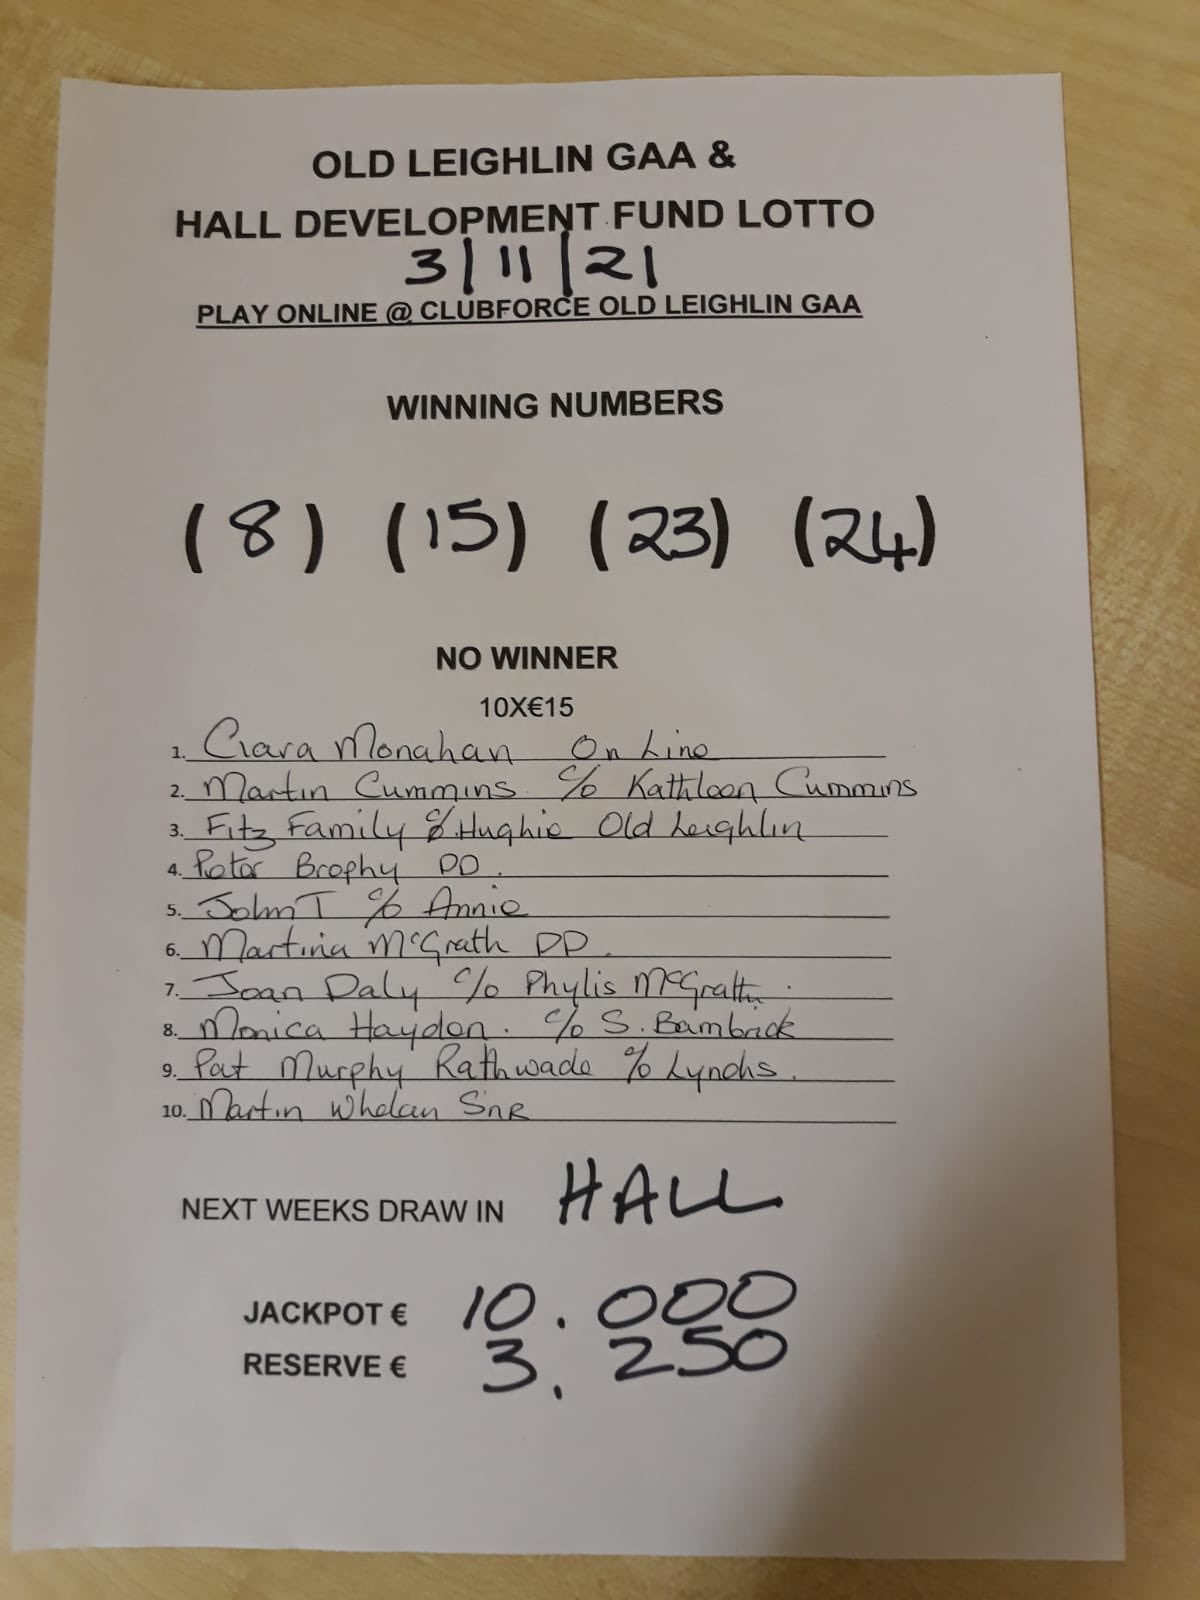 OLD LEIGHLIN GAA &
HALL DEVELOPMENT FUND LOTTO
3/11/21
PLAY ONLINE @ CLUBFORCE OLD LEIGHLIN GAA
WINNING NUMBERS
(8) (15) (23) (24)
NO WINNER
10X€15
1. Ciara Monahan On Line
2. Martin Cummins c/o Kathleen Cummins
3. Fitz Family c/o Hughie Old Leighlin
4. Peter Brophy DD.
5. John T c/o Annie
6. Martina McGrath DD.
7. Joan Daly c/o Phylis McGrath.
8. Monica Hayden. c/o S. Bambrick
9. Pat Murphy Rathwade c/o Lynchs.
10. Martin Whelan Snr
NEXT WEEKS DRAW IN HALL
JACKPOT € 10.000
RESERVE € 3.250